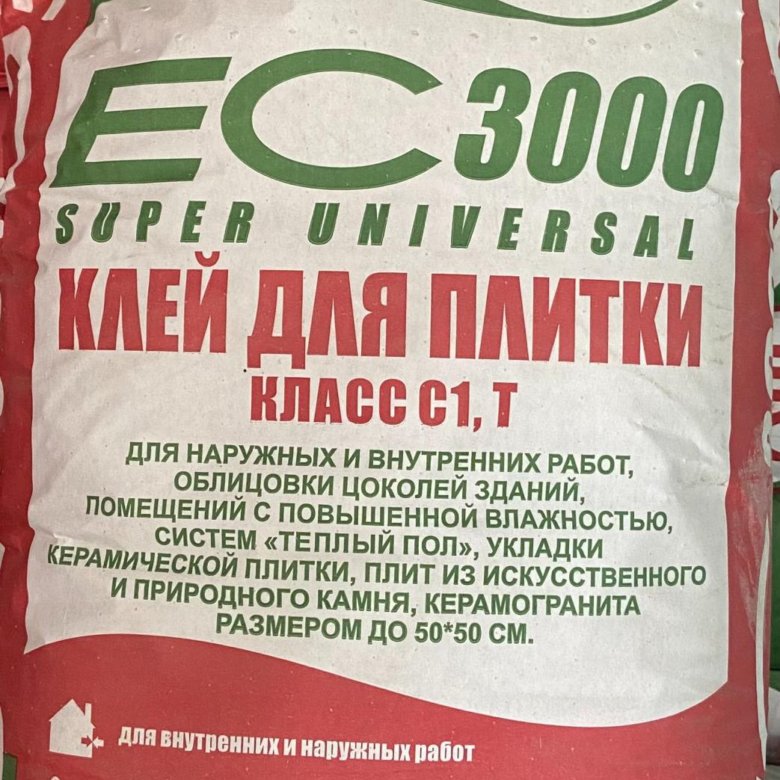 EC 3000
SUPER UNIVERSAL
КЛЕЙ ДЛЯ ПЛИТКИ
КЛАСС С1, Т
ДЛЯ НАРУЖНЫХ И ВНУТРЕННИХ РАБОТ,
ОБЛИЦОВКИ ЦОКОЛЕЙ ЗДАНИЙ,
ПОМЕЩЕНИЙ С ПОВЫШЕННОЙ ВЛАЖНОСТЬЮ,
СИСТЕМ «ТЕПЛЫЙ ПОЛ», УКЛАДКИ
КЕРАМИЧЕСКОЙ ПЛИТКИ, ПЛИТ ИЗ ИСКУССТВЕННОГО
И ПРИРОДНОГО КАМНЯ, КЕРАМОГРАНИТА
РАЗМЕРОМ ДО 50*50 СМ.
для внутренних и наружных работ